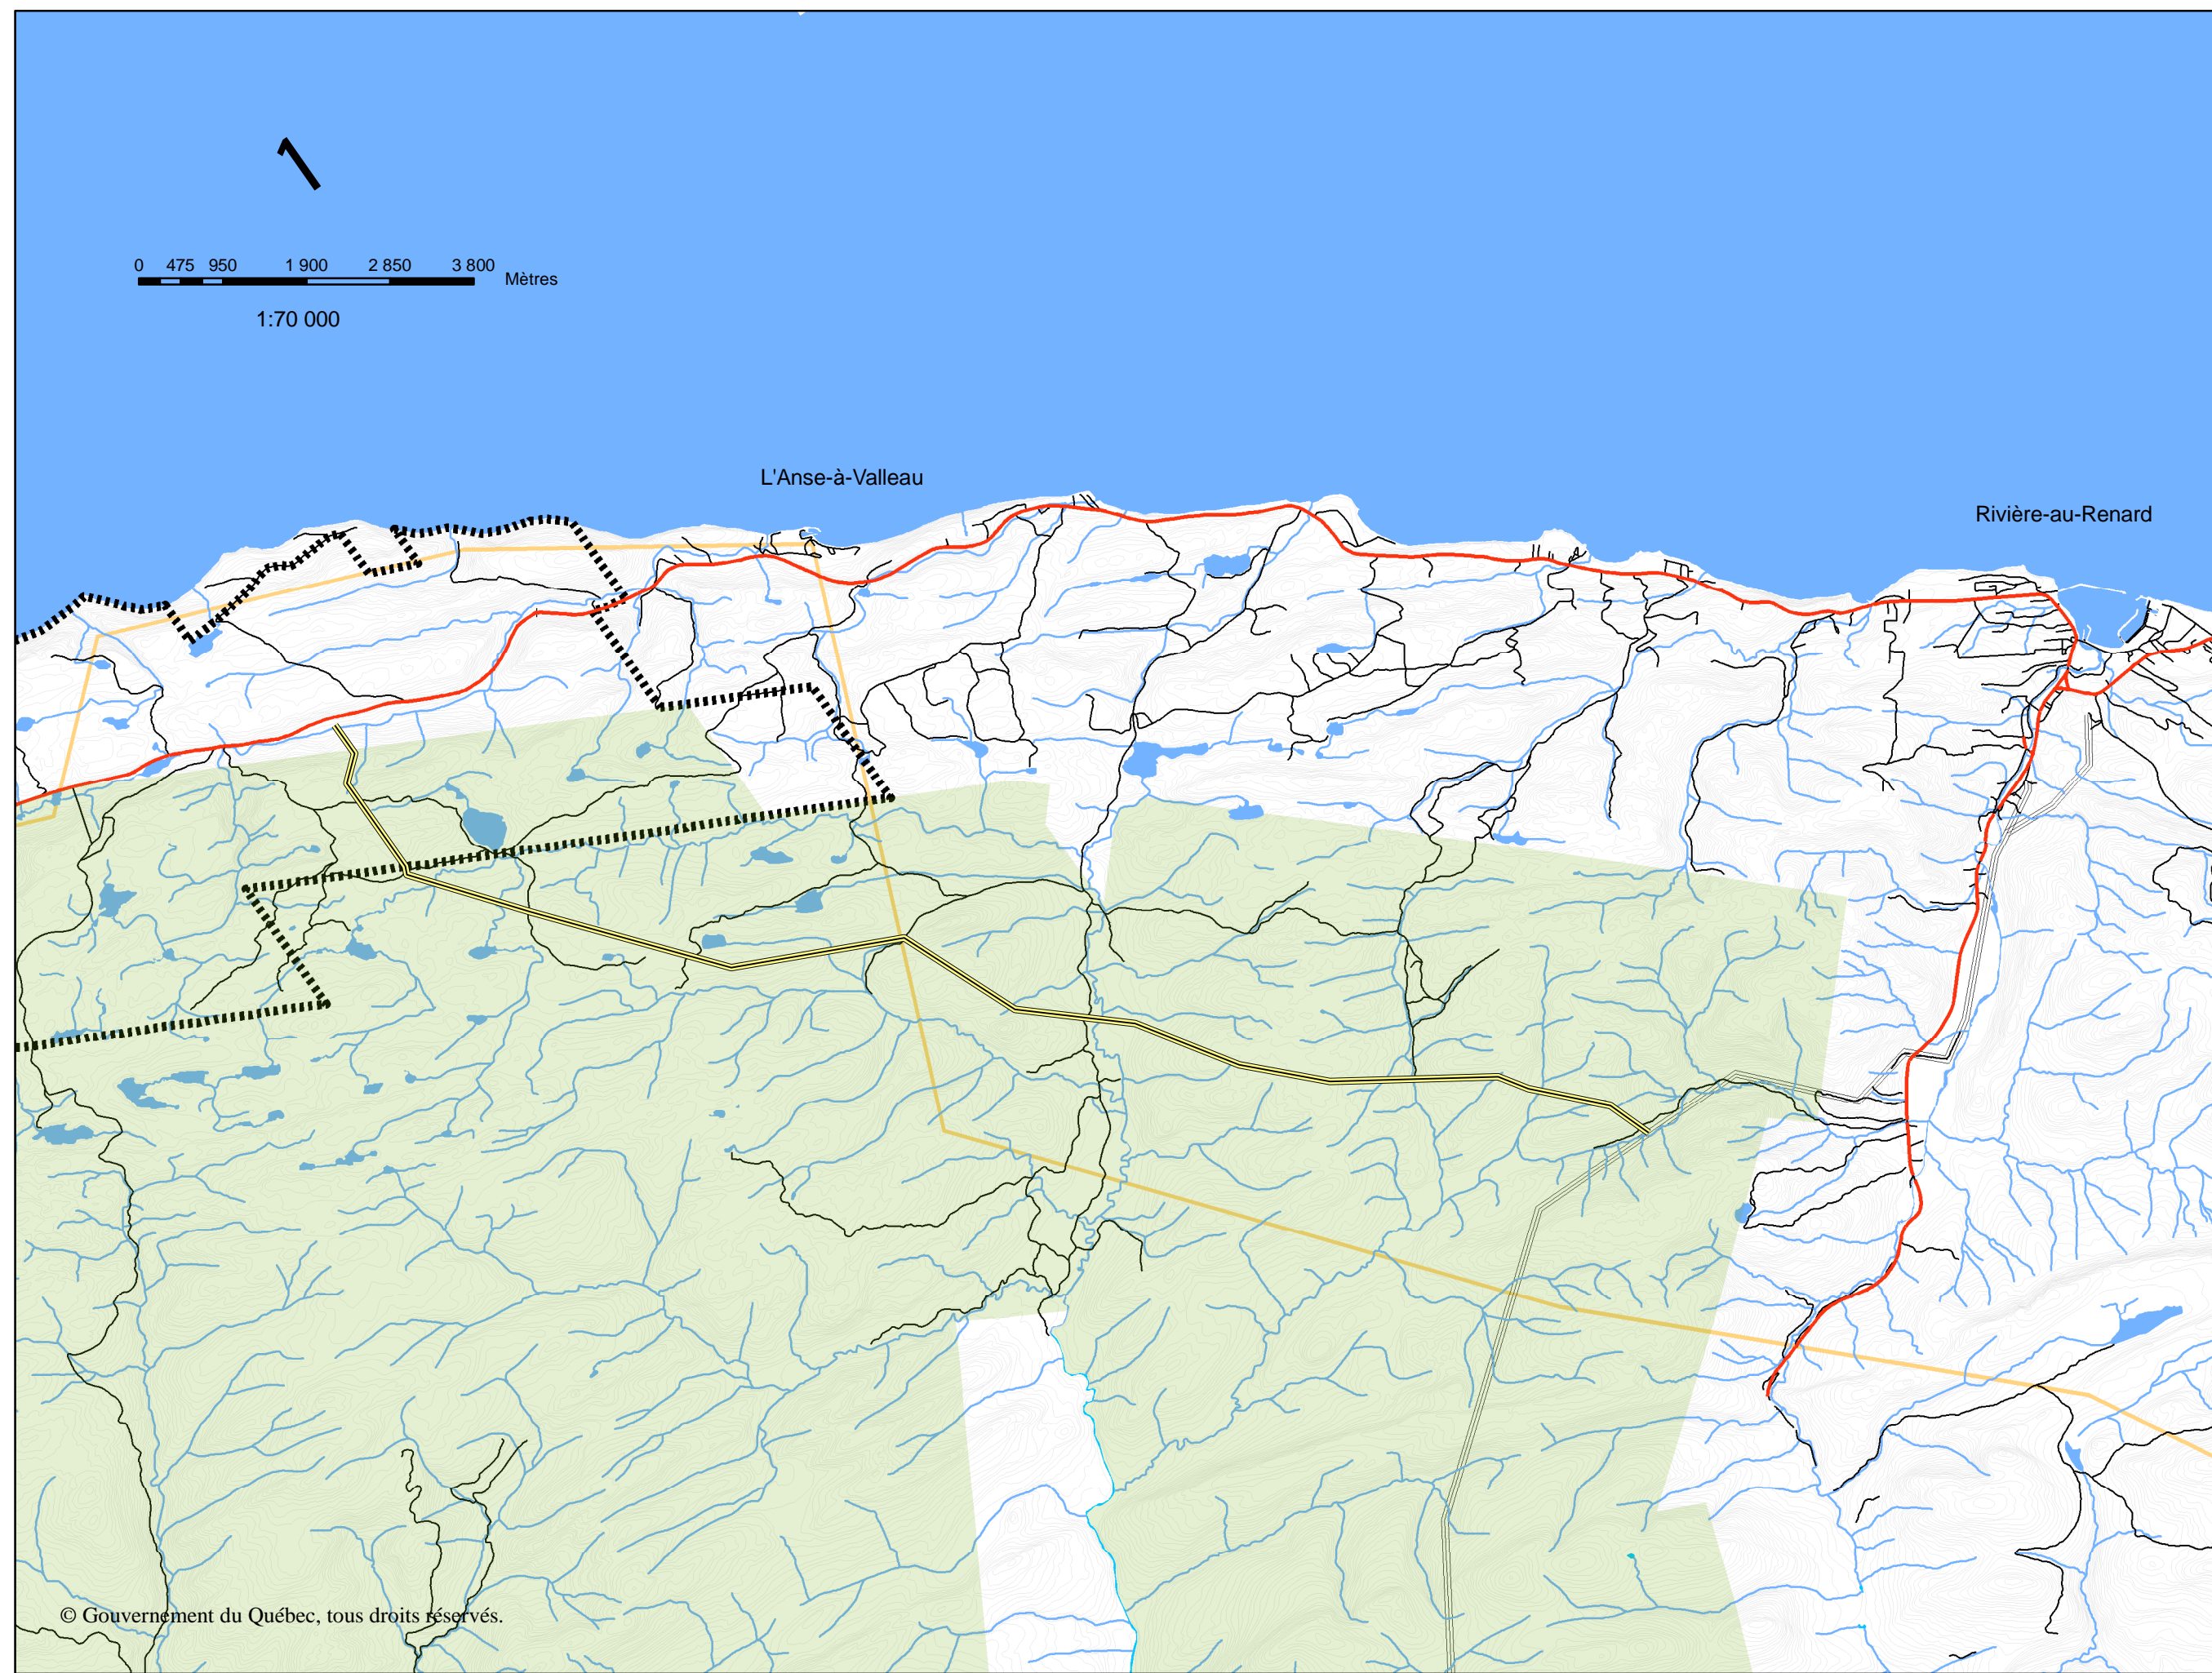 0 475 950 1 900 2 850 3 800
Mètres
1:70 000
L'Anse-à-Valleau
Rivière-au-Renard
© Gouvernement du Québec, tous droits réservés.